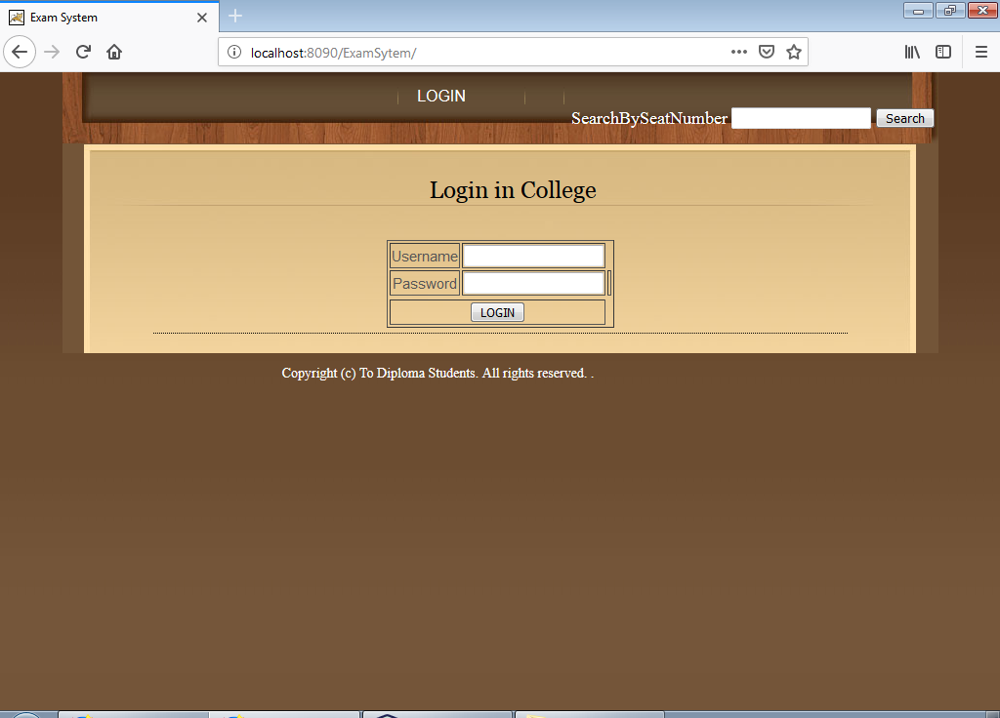 Exam System
localhost:8090/ExamSytem/
LOGIN
SearchBySeatNumber Search
Login in College
Username
Password
LOGIN
Copyright (c) To Diploma Students. All rights reserved. .